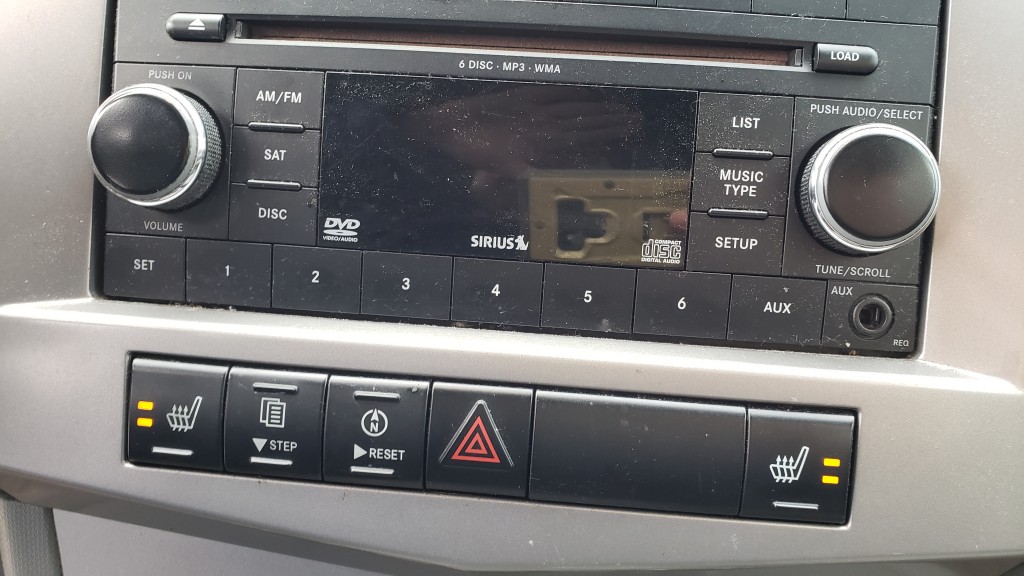 LOAD
6 DISC · MP3 · WMA
PUSH ON
AM/FM
SAT
DISC
VOLUME
DVD
VIDEO/AUDIO
SIRIUS
COMPACT
disc
DIGITAL AUDIO
LIST
MUSIC
TYPE
SETUP
PUSH AUDIO/SELECT
TUNE/SCROLL
SET
1
2
3
4
5
6
AUX
AUX
REQ
STEP
N
RESET